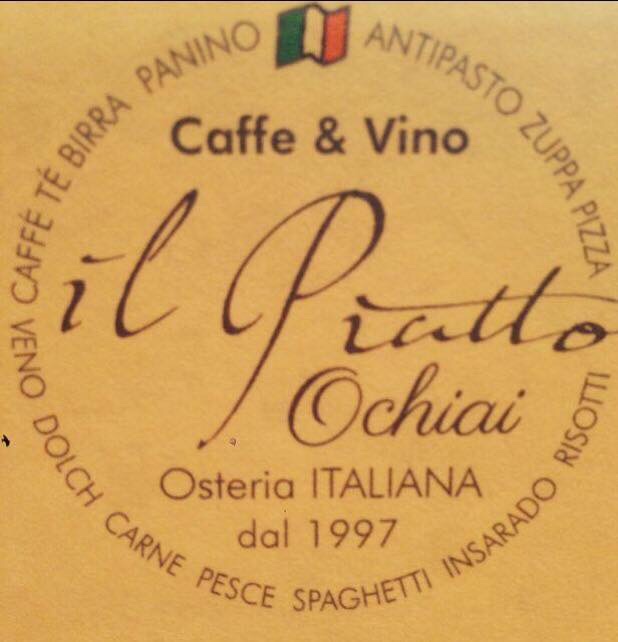 VENO CAFFÉ TÉ BIRRA PANINO ANTIPASTO ZUPPA PIZZA
Caffe & Vino
il Piatto
Ochiai
Osteria ITALIANA
dal 1997
DOLCH CARNE PESCE SPAGHETTI INSARADO RISOTTI